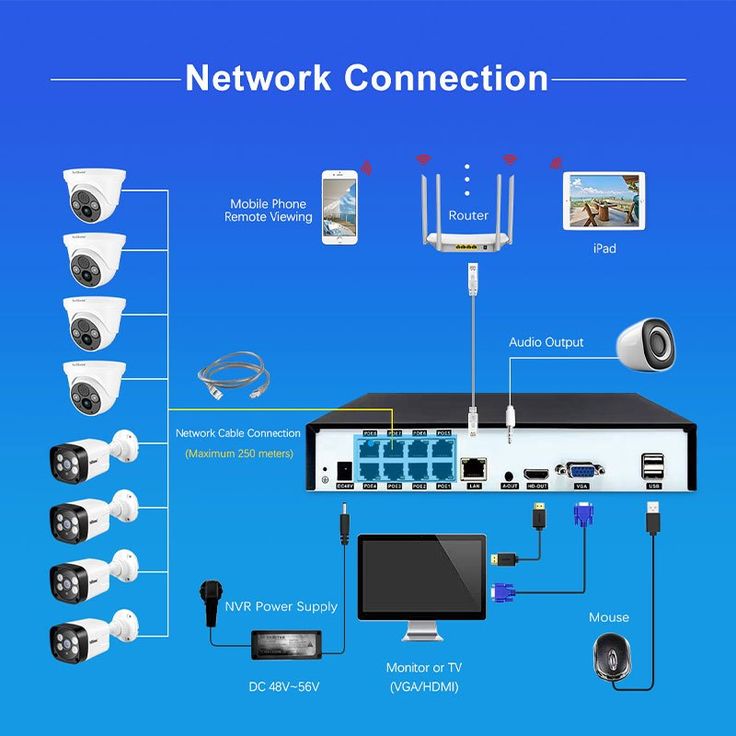 Network Connection
Mobile Phone
Remote Viewing
Router
iPad
Audio Output
Network Cable Connection
(Maximum 250 meters)
POE8 POE7 POE6 POE5
DC48V POE4 POE3 POE2 POE1 LAN A-OUT HD-OUT VGA USB
NVR Power Supply
DC 48V~56V
Monitor or TV
(VGA/HDMI)
Mouse